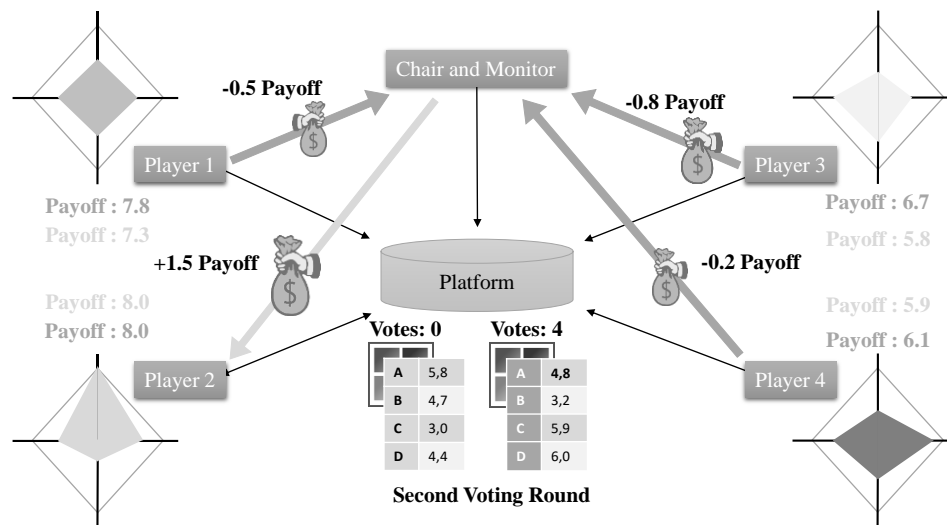 Chair and Monitor
-0.5 Payoff
-0.8 Payoff
Player 1
Player 3
Payoff : 7.8
Payoff : 6.7
Payoff : 7.3
Payoff : 5.8
+1.5 Payoff
-0.2 Payoff
$
$
$
$
Platform
Payoff : 8.0
Payoff : 5.9
Payoff : 8.0
Payoff : 6.1
Votes: 0
Votes: 4
Player 2
Player 4
A 5,8
B 4,7
C 3,0
D 4,4
A 4,8
B 3,2
C 5,9
D 6,0
Second Voting Round